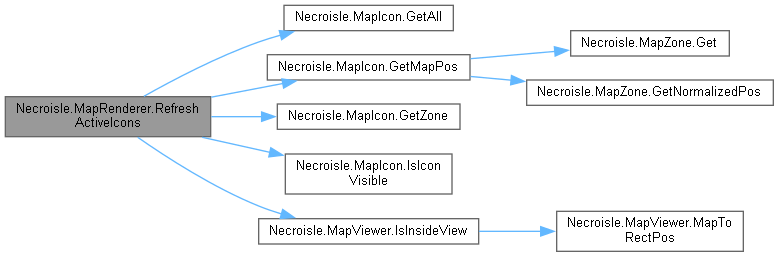 Necroisle.MapIcon.GetAll
Necroisle.MapZone.Get
Necroisle.MapIcon.GetMapPos
Necroisle.MapZone.GetNormalizedPos
Necroisle.MapRenderer.Refresh
ActiveIcons
Necroisle.MapIcon.GetZone
Necroisle.MapIcon.IsIcon
Visible
Necroisle.MapViewer.IsInsideView
Necroisle.MapViewer.MapTo
RectPos